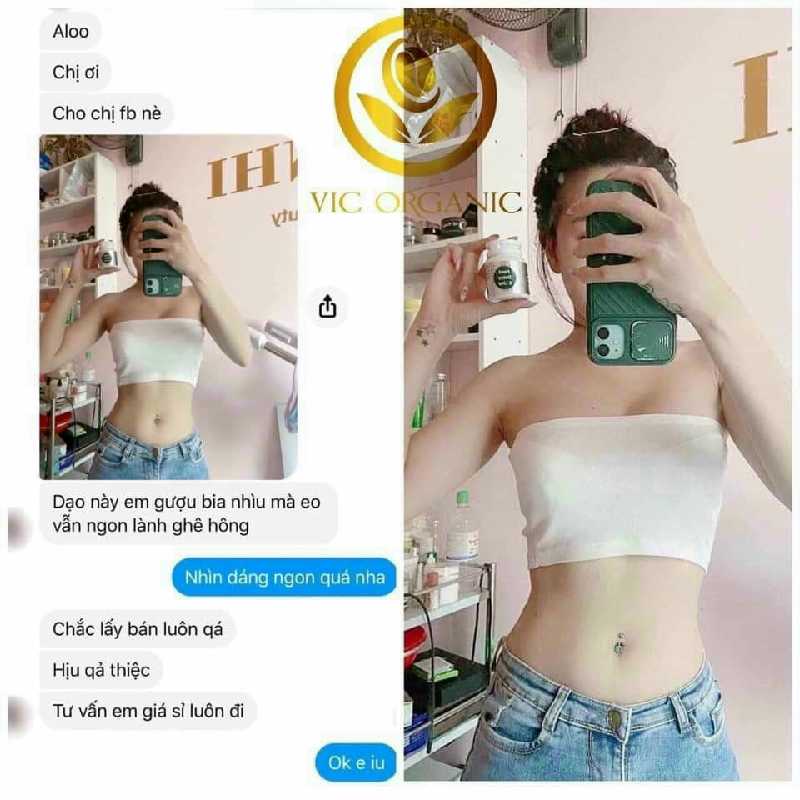 Aloo
Chị ơi
Cho chị fb nè
VIC ORGANIC
Dạo này em gượu bia nhìu mà eo
vẫn ngon lành ghê hông
Nhìn dáng ngon quá nha
Chắc lấy bán luôn qá
Hịu qả thiệc
Tư vấn em giá sỉ luôn đi
Ok e iu